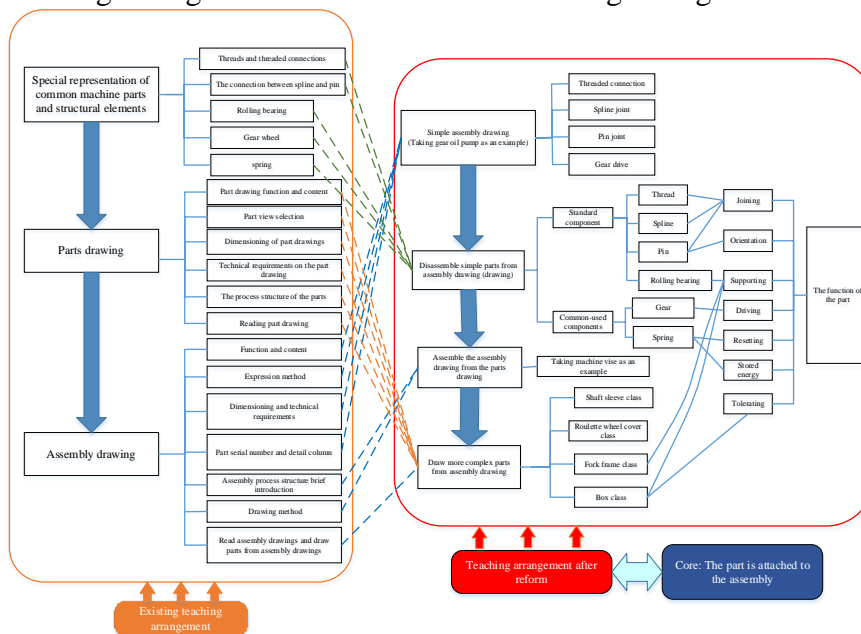 Threads and threaded connections
The connection between spline and pin
Rolling bearing
Gear wheel
spring
Special representation of
common machine parts
and structural elements
Part drawing function and content
Part view selection
Dimensioning of part drawings
Technical requirements on the part
drawing
The process structure of the parts
Reading part drawing
Parts drawing
Function and content
Expression method
Dimensioning and technical
requirements
Part serial number and detail column
Assembly process structure brief
introduction
Drawing method
Read assembly drawings and draw
parts from assembly drawings
Assembly drawing
Existing teaching
arrangement
Simple assembly drawing
(Taking gear oil pump as an example)
Threaded connection
Spline joint
Pin joint
Gear drive
Disassemble simple parts from
assembly drawing (drawing)
Standard
component
Thread
Spline
Pin
Rolling bearing
Common-used
components
Gear
Spring
Joining
Orientation
Supporting
Driving
Resetting
Stored
energy
Tolerating
The function of
the part
Assemble the assembly
drawing from the parts
drawing
Taking machine vise as an
example
Draw more complex parts
from assembly drawing
Shaft sleeve class
Roulette wheel cover
class
Fork frame class
Box class
Teaching arrangement after
reform
Core: The part is attached to
the assembly